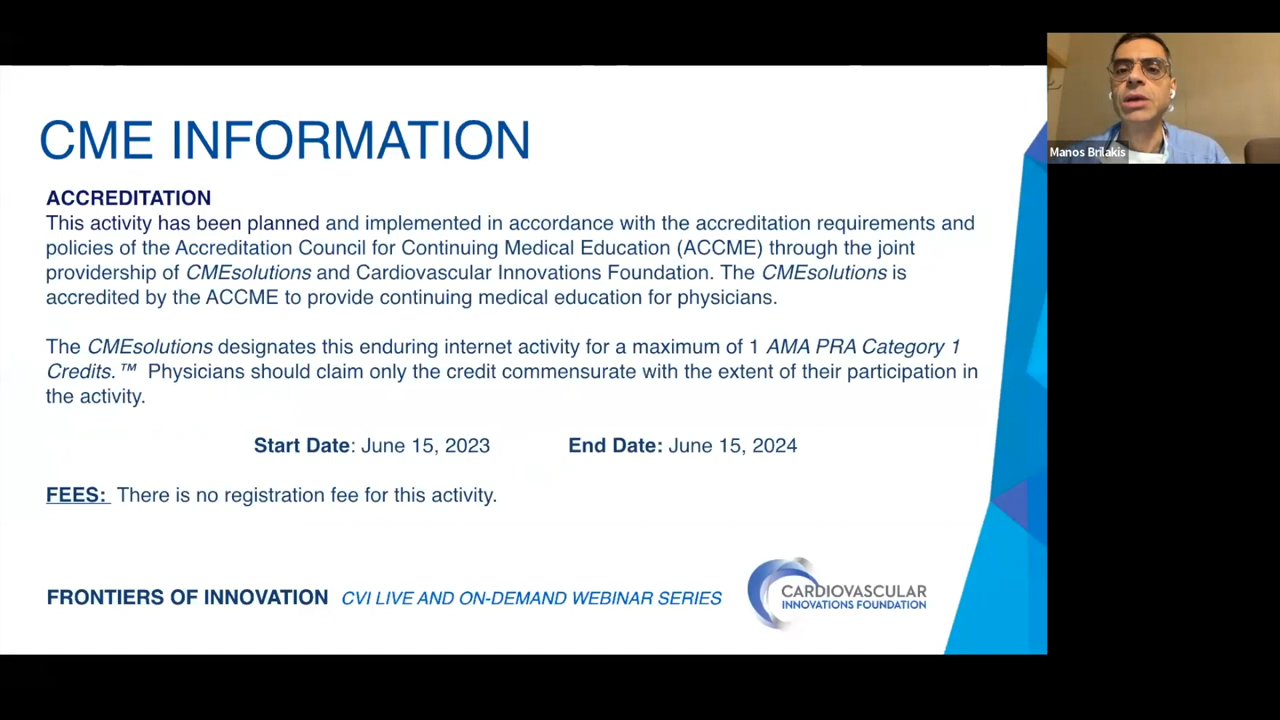 CME INFORMATION
ACCREDITATION
This activity has been planned and implemented in accordance with the accreditation requirements and
policies of the Accreditation Council for Continuing Medical Education (ACCME) through the joint
providership of CMEsolutions and Cardiovascular Innovations Foundation. The CMEsolutions is
accredited by the ACCME to provide continuing medical education for physicians.
The CMEsolutions designates this enduring internet activity for a maximum of 1 AMA PRA Category 1
Credits.™ Physicians should claim only the credit commensurate with the extent of their participation in
the activity.
Start Date: June 15, 2023 End Date: June 15, 2024
FEES: There is no registration fee for this activity.
FRONTIERS OF INNOVATION CVI LIVE AND ON-DEMAND WEBINAR SERIES
CARDIOVASCULAR
INNOVATIONS FOUNDATION
Manos Brilakis